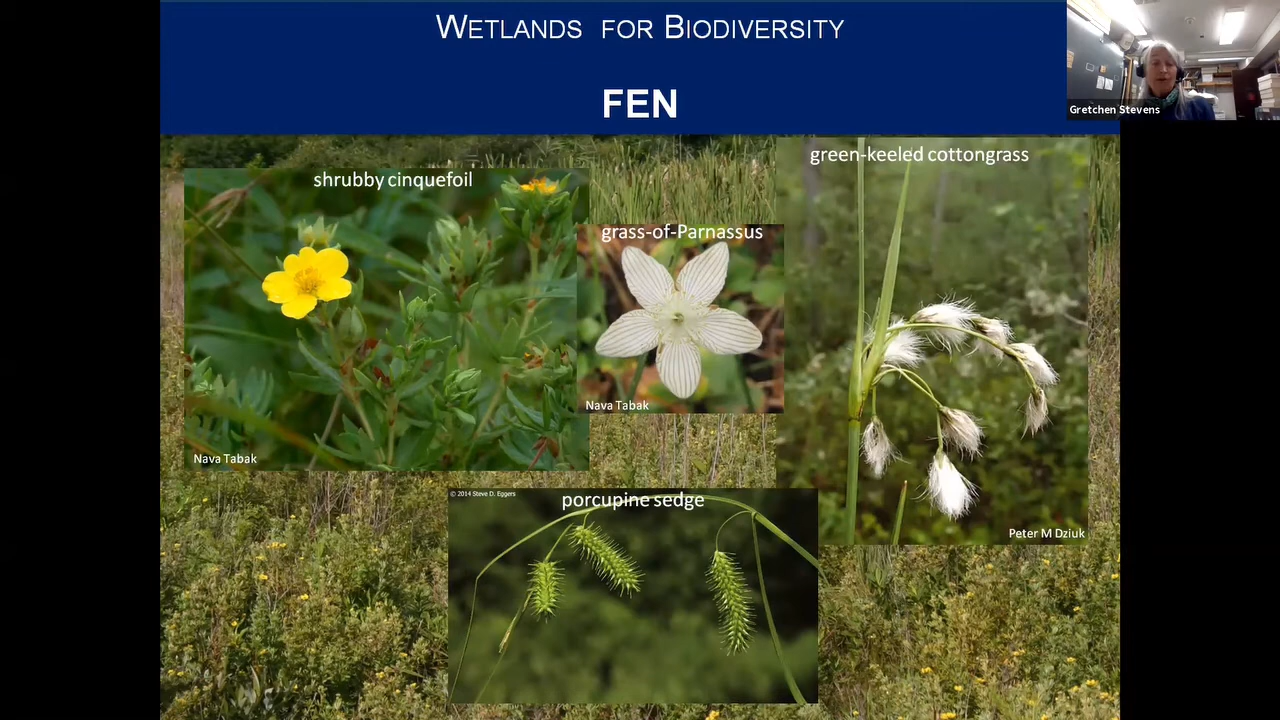 WETLANDS FOR BIODIVERSITY
FEN
Gretchen Stevens
green-keeled cottongrass
shrubby cinquefoil
grass-of-Parnassus
Nava Tabak
Nava Tabak
© 2014 Steve D. Eggers
porcupine sedge
Peter M Dziuk